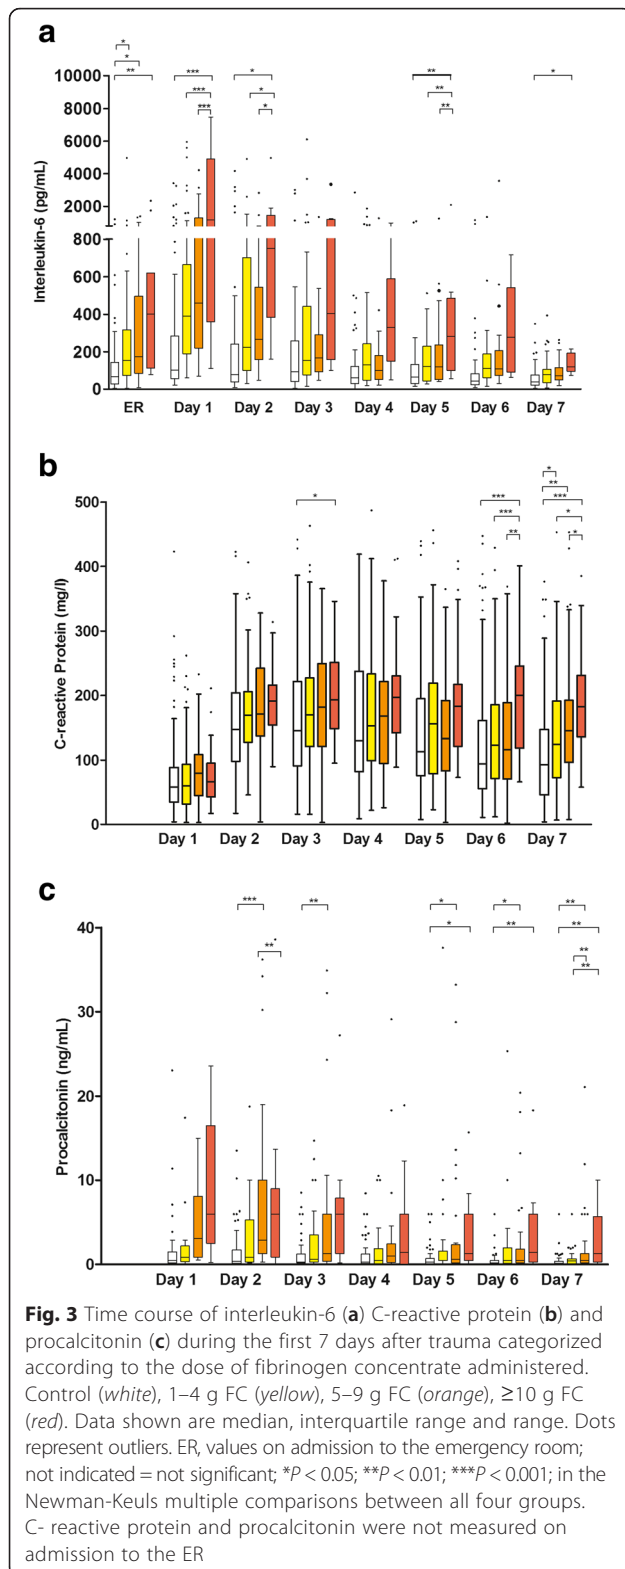 a
*
*
** *** * ** *
*** * **
*** * **
10000
8000
6000
4000
2000
800
600
400
200
0
Interleukin-6 (pg/mL)
ER Day 1 Day 2 Day 3 Day 4 Day 5 Day 6 Day 7
b
*
**
* *** ***
*** *
** *
500
400
300
200
100
0
C-reactive Protein (mg/l)
Day 1 Day 2 Day 3 Day 4 Day 5 Day 6 Day 7
c
*** ** * * **
* ** **
** **
**
40
30
20
10
0
Procalcitonin (ng/mL)
Day 1 Day 2 Day 3 Day 4 Day 5 Day 6 Day 7
Fig. 3 Time course of interleukin-6 (a) C-reactive protein (b) and
procalcitonin (c) during the first 7 days after trauma categorized
according to the dose of fibrinogen concentrate administered.
Control (white), 1–4 g FC (yellow), 5–9 g FC (orange), ≥10 g FC
(red). Data shown are median, interquartile range and range. Dots
represent outliers. ER, values on admission to the emergency room;
not indicated = not significant; *P < 0.05; **P < 0.01; ***P < 0.001; in the
Newman-Keuls multiple comparisons between all four groups.
C- reactive protein and procalcitonin were not measured on
admission to the ER